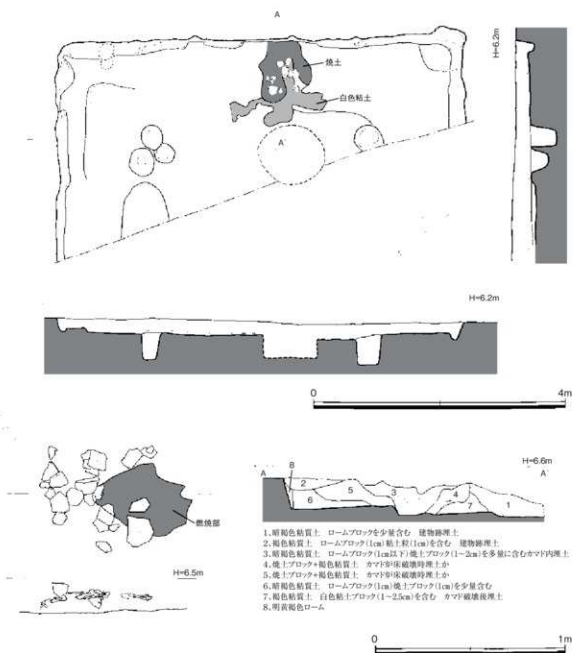 A
焼土
白色粘土
A'
H=6.2m
H=6.2m
0 4m
燃焼部
H=6.5m
H=6.6m
A A'
8
2
5
6
3
4
7
1
1、暗褐色粘質土 ロームブロックを少量含む 建物跡埋土
2、褐色粘質土 ロームブロック(1cm)粘土粒(1cm)を含む 建物跡埋土
3、暗褐色粘質土 ロームブロック(1cm以下)焼土ブロック(1〜2cm)を多量に含むカマド内埋土
4、焼土ブロック+褐色粘質土 カマド炉床破壊時埋土か
5、焼土ブロック+褐色粘質土 カマド炉床破壊時埋土か
6、暗褐色粘質土 ロームブロック(1cm)焼土ブロック(1cm)を少量含む
7、褐色粘質土 白色粘土ブロック(1〜2.5cm)を含む カマド破壊後埋土
8、明黄褐色ローム
0 1m